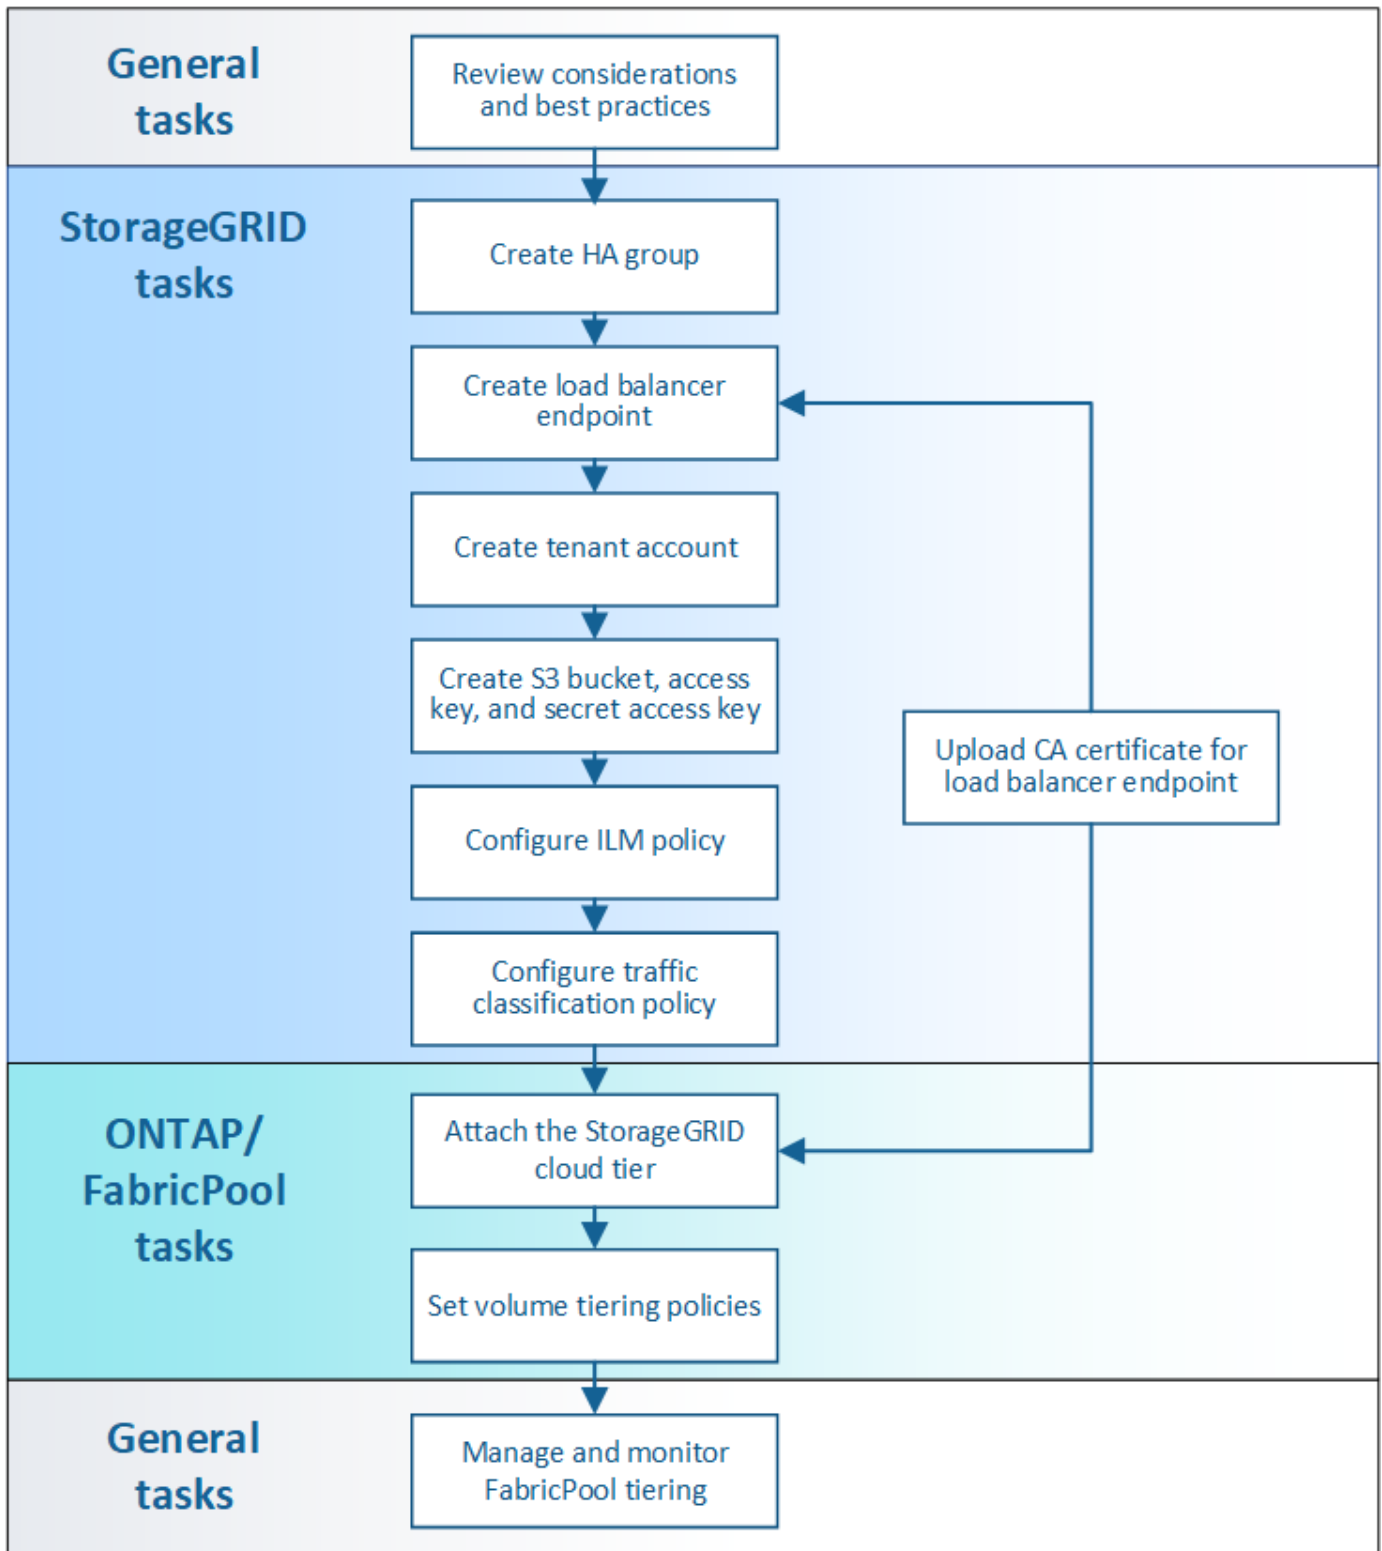 General
tasks
Review considerations
and best practices
StorageGRID
tasks
Create HA group
Create load balancer
endpoint
Create tenant account
Create S3 bucket, access
key, and secret access key
Upload CA certificate for
load balancer endpoint
Configure ILM policy
Configure traffic
classification policy
ONTAP/
FabricPool
tasks
Attach the StorageGRID
cloud tier
Set volume tiering policies
General
tasks
Manage and monitor
FabricPool tiering